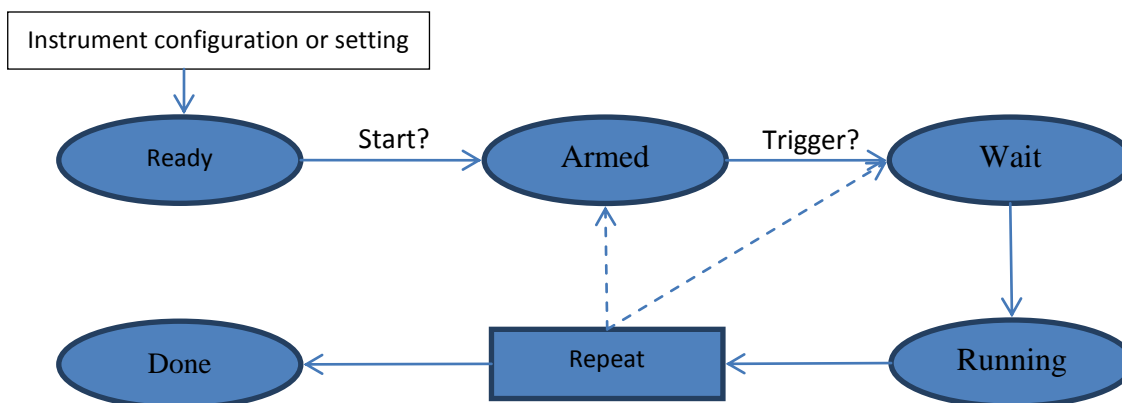 Instrument configuration or setting
Ready
Start?
Armed
Trigger?
Wait
Done
Repeat
Running